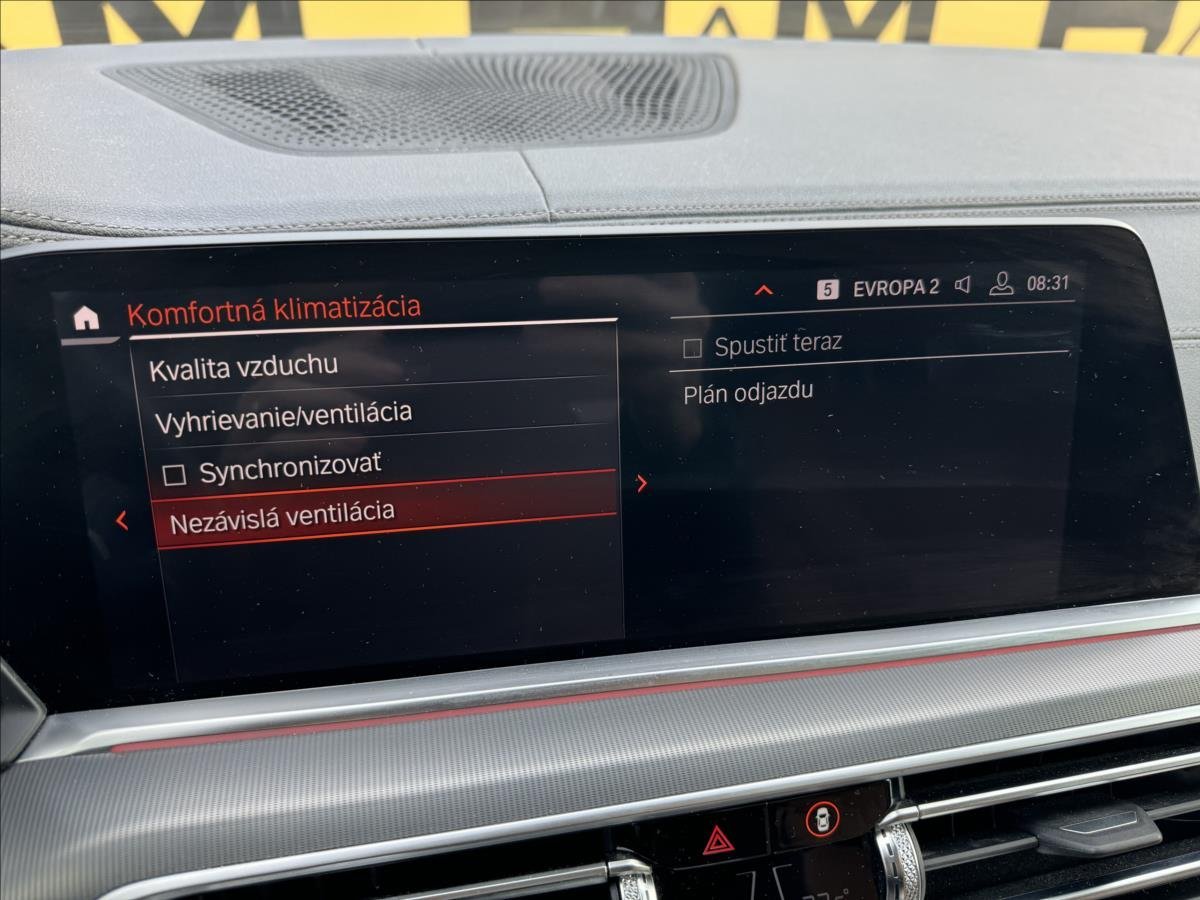 Komfortná klimatizácia
5 EVROPA 2 08:31
Kvalita vzduchu
Vyhrievanie/ventilácia
Synchronizovať
Nezávislá ventilácia
Spustiť teraz
Plán odjazdu